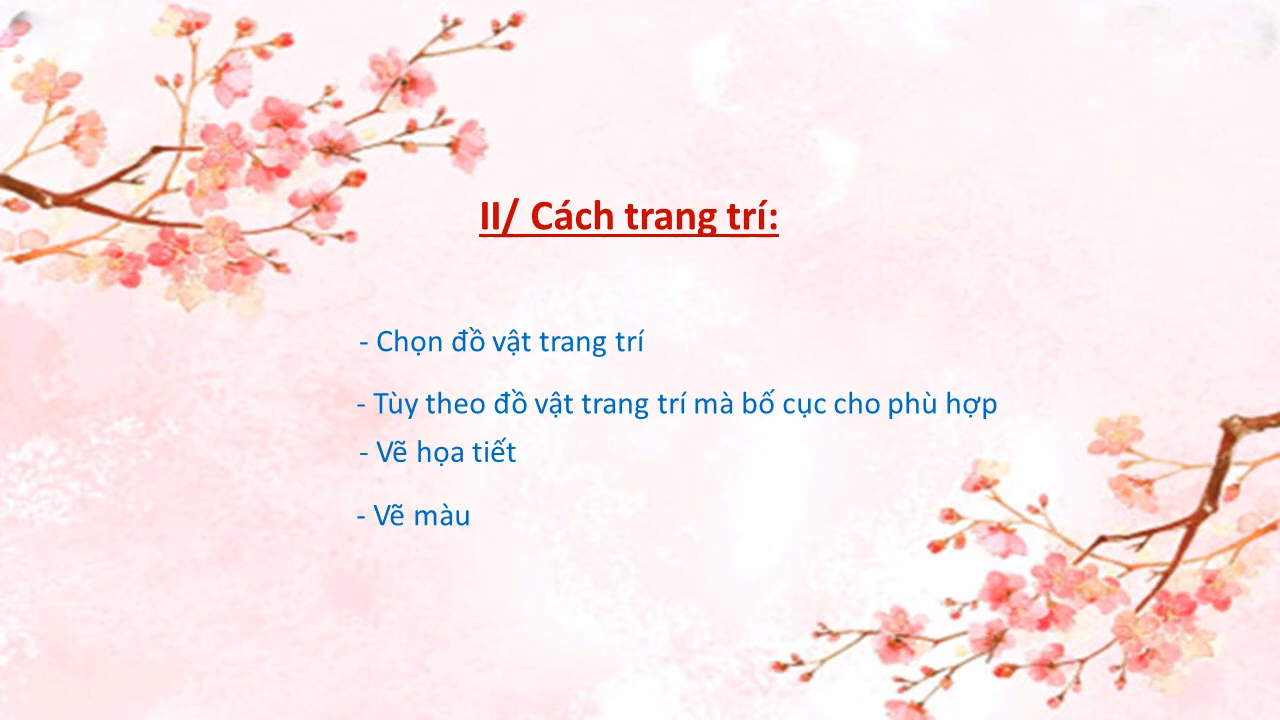 II/ Cách trang trí:
- Chọn đồ vật trang trí
- Tùy theo đồ vật trang trí mà bố cục cho phù hợp
- Vẽ họa tiết
- Vẽ màu